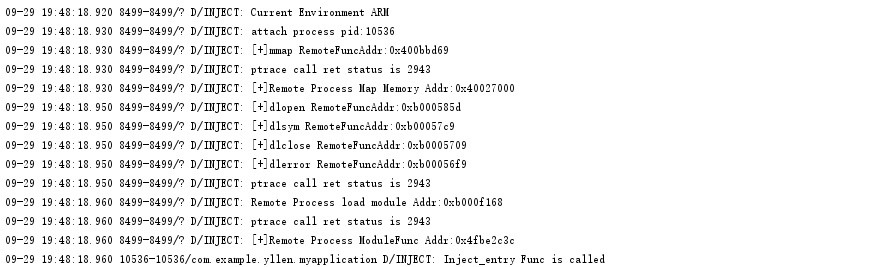 09-29 19:48:18.920 8499-8499/? D/INJECT: Current Environment ARM
09-29 19:48:18.930 8499-8499/? D/INJECT: attach process pid:10536
09-29 19:48:18.930 8499-8499/? D/INJECT: [+]mmap RemoteFuncAddr:0x400bbd69
09-29 19:48:18.930 8499-8499/? D/INJECT: ptrace call ret status is 2943
09-29 19:48:18.930 8499-8499/? D/INJECT: [+]Remote Process Map Memory Addr:0x40027000
09-29 19:48:18.950 8499-8499/? D/INJECT: [+]dlopen RemoteFuncAddr:0xb000585d
09-29 19:48:18.950 8499-8499/? D/INJECT: [+]dlsym RemoteFuncAddr:0xb00057c9
09-29 19:48:18.950 8499-8499/? D/INJECT: [+]dlclose RemoteFuncAddr:0xb0005709
09-29 19:48:18.950 8499-8499/? D/INJECT: [+]dlerror RemoteFuncAddr:0xb00056f9
09-29 19:48:18.950 8499-8499/? D/INJECT: ptrace call ret status is 2943
09-29 19:48:18.960 8499-8499/? D/INJECT: Remote Process load module Addr:0xb000f168
09-29 19:48:18.960 8499-8499/? D/INJECT: ptrace call ret status is 2943
09-29 19:48:18.960 8499-8499/? D/INJECT: [+]Remote Process ModuleFunc Addr:0x4fbe2c3c
09-29 19:48:18.960 10536-10536/com.example.yllen.myapplication D/INJECT: Inject_entry Func is called